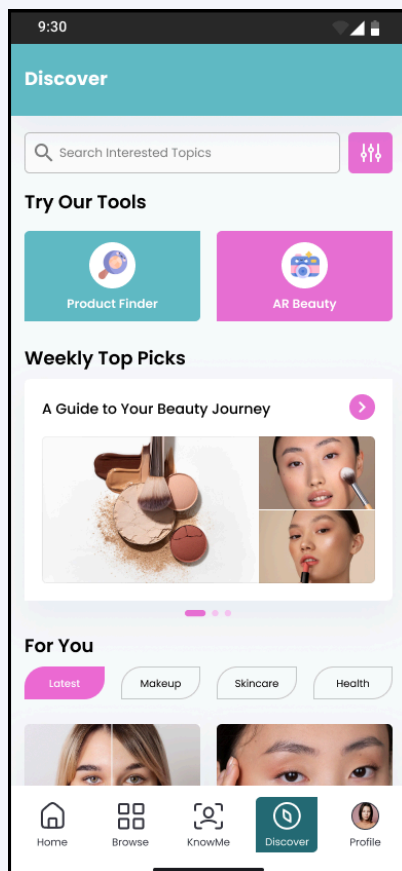 9:30
Discover
Search Interested Topics
Try Our Tools
Product Finder
AR Beauty
Weekly Top Picks
A Guide to Your Beauty Journey
For You
Latest
Makeup
Skincare
Health
Home
Browse
KnowMe
Discover
Profile